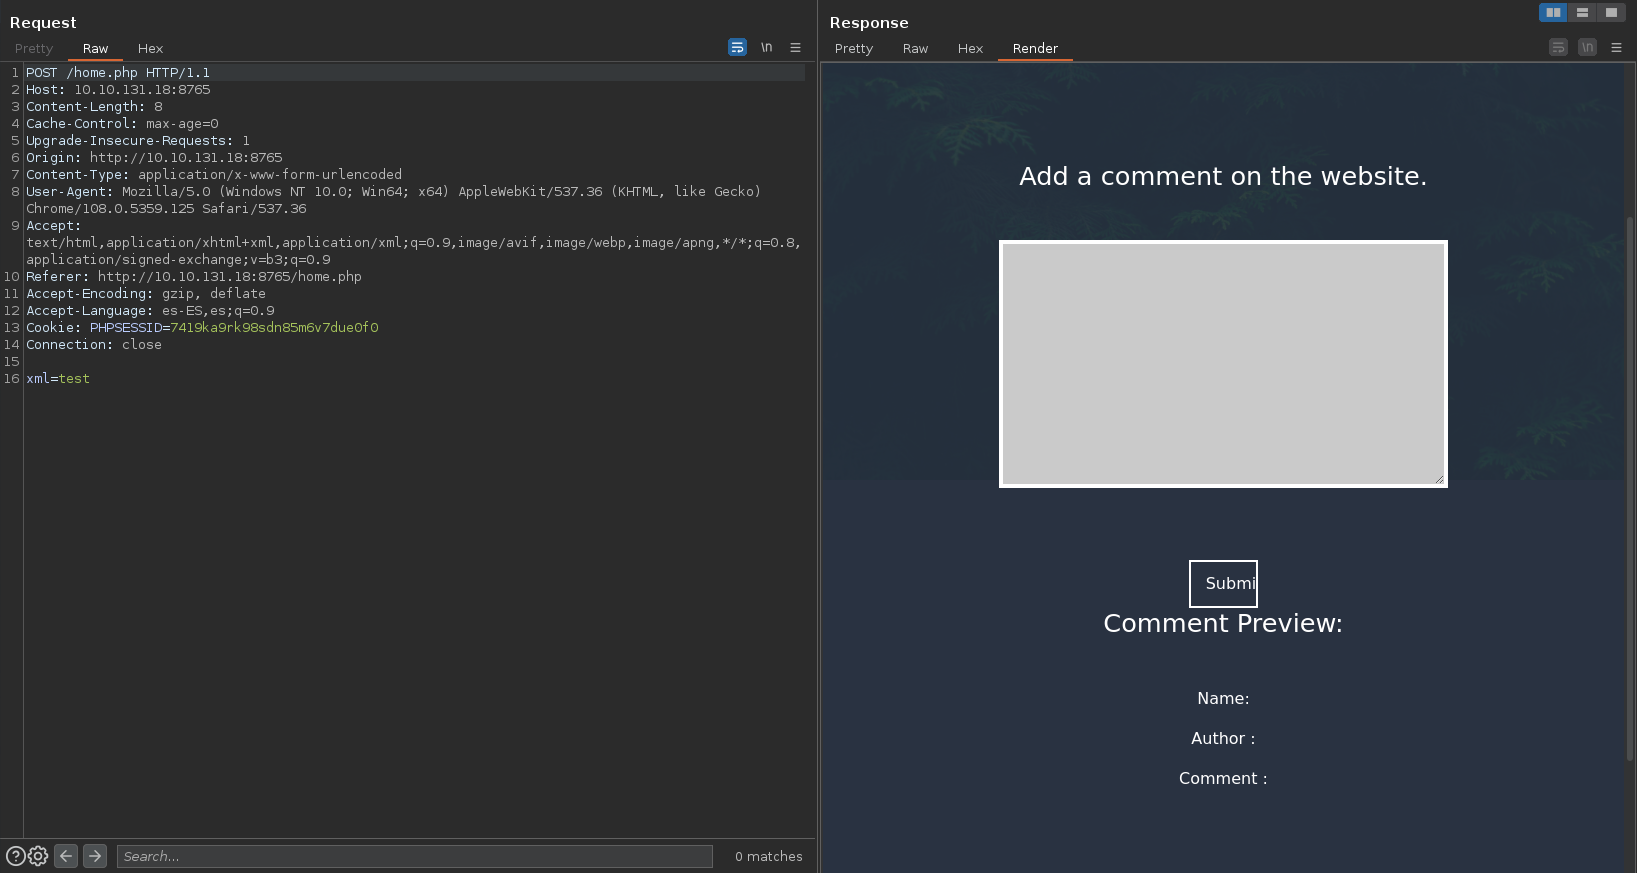 Request
Pretty Raw Hex
\n
1 POST /home.php HTTP/1.1
2 Host: 10.10.131.18:8765
3 Content-Length: 8
4 Cache-Control: max-age=0
5 Upgrade-Insecure-Requests: 1
6 Origin: http://10.10.131.18:8765
7 Content-Type: application/x-www-form-urlencoded
8 User-Agent: Mozilla/5.0 (Windows NT 10.0; Win64; x64) AppleWebKit/537.36 (KHTML, like Gecko)
Chrome/108.0.5359.125 Safari/537.36
9 Accept:
text/html,application/xhtml+xml,application/xml;q=0.9,image/avif,image/webp,image/apng,*/*;q=0.8,
application/signed-exchange;v=b3;q=0.9
10 Referer: http://10.10.131.18:8765/home.php
11 Accept-Encoding: gzip, deflate
12 Accept-Language: es-ES,es;q=0.9
13 Cookie: PHPSESSID=7419ka9rk98sdn85m6v7due0f0
14 Connection: close
15
16 xml=test
Search...
0 matches
Response
Pretty Raw Hex Render
\n
Add a comment on the website.
Submi
Comment Preview:
Name:
Author :
Comment :